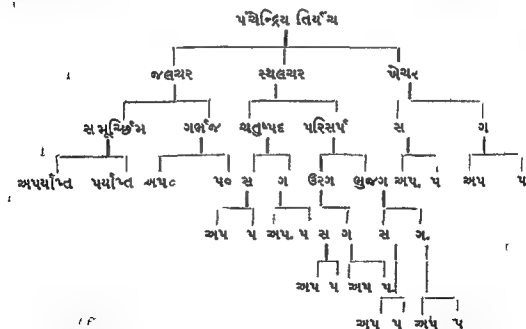 પંચેન્દ્રિય તિર્યંચ
જલચર સ્થલચર ખેચર
સમૂર્ચ્છિમ ગર્ભજ ચતુષ્પદ પરિસર્પ સ ગ
અપર્યાપ્ત પર્યાપ્ત અપ૦ પ૦ સ ગ ઉરગ ભુજગ અપ. પ અપ પ
અપ પ અપ. પ સ ગ સ ગ.
અપ પ અપ પ.
અપ પ અપ પ